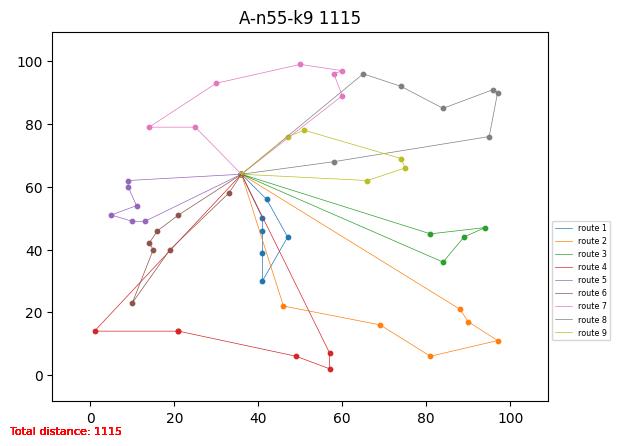 A-n55-k9 1115
100
80
60
40
20
0
0 20 40 60 80 100
route 1
route 2
route 3
route 4
route 5
route 6
route 7
route 8
route 9
Total distance: 1115